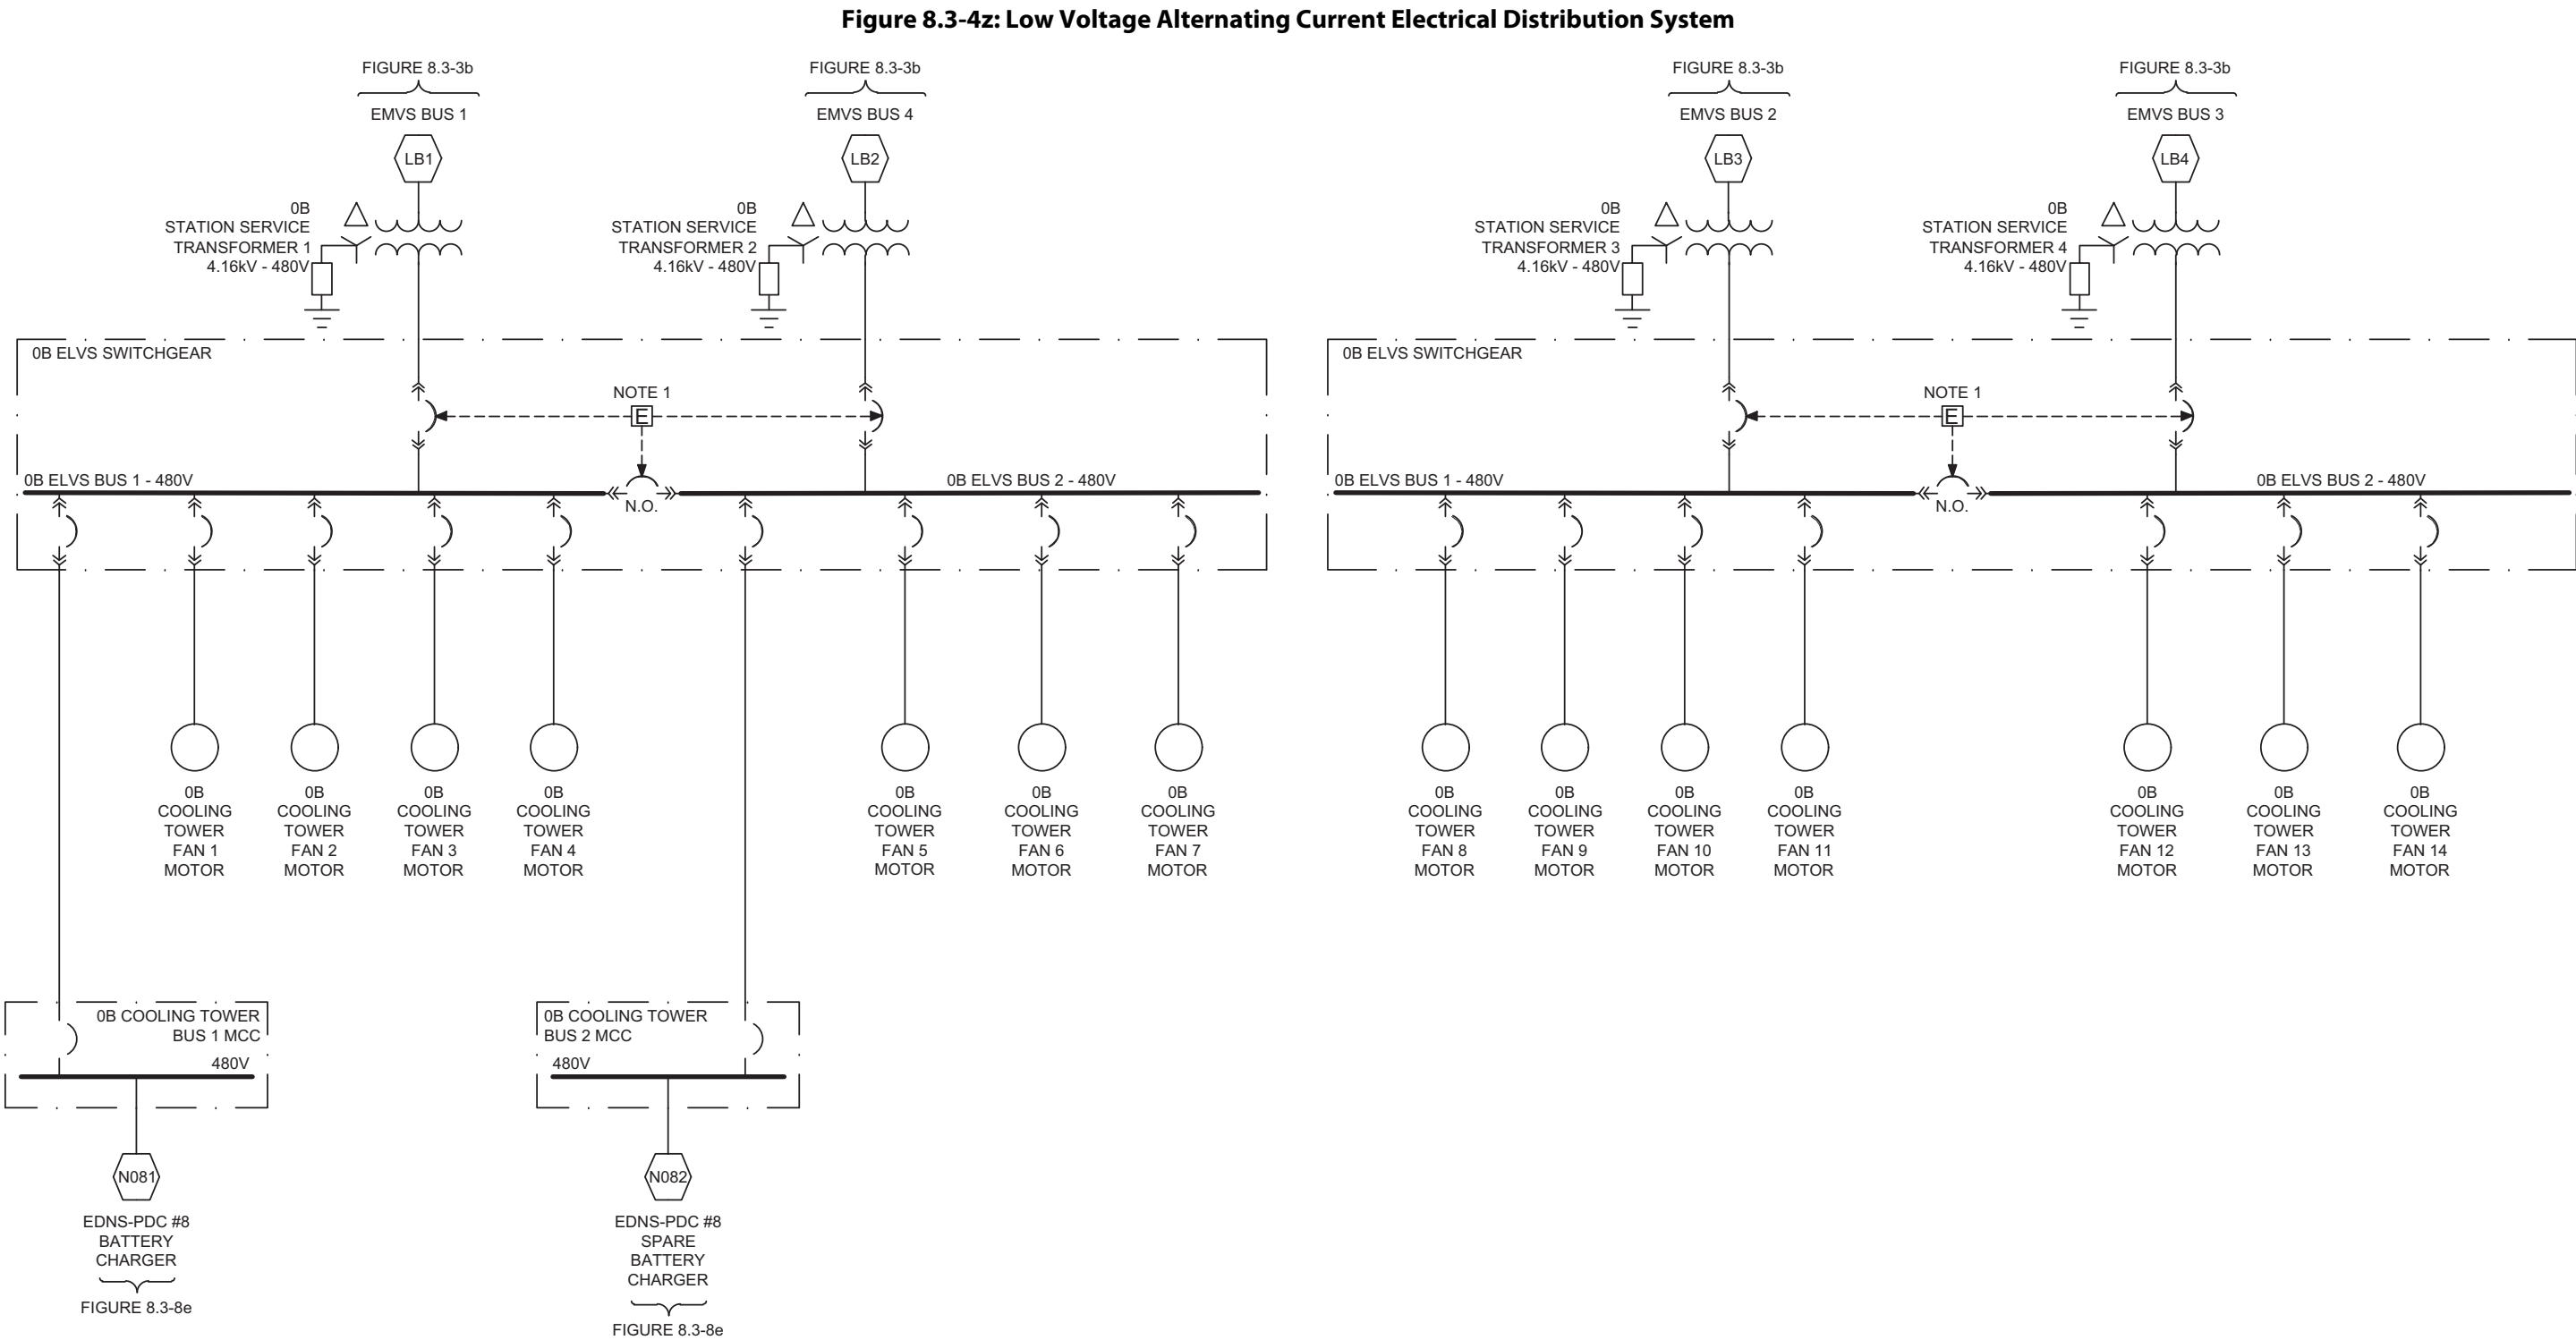 Figure 8.3-4z: Low Voltage Alternating Current Electrical Distribution System
FIGURE 8.3-3b
EMVS BUS 1
LB1
0B
STATION SERVICE
TRANSFORMER 1
4.16kV - 480V
FIGURE 8.3-3b
EMVS BUS 4
LB2
0B
STATION SERVICE
TRANSFORMER 2
4.16kV - 480V
FIGURE 8.3-3b
EMVS BUS 2
LB3
0B
STATION SERVICE
TRANSFORMER 3
4.16kV - 480V
FIGURE 8.3-3b
EMVS BUS 3
LB4
0B
STATION SERVICE
TRANSFORMER 4
4.16kV - 480V
0B ELVS SWITCHGEAR
NOTE 1
E
0B ELVS BUS 1 - 480V
N.O.
0B ELVS BUS 2 - 480V
0B ELVS SWITCHGEAR
NOTE 1
E
0B ELVS BUS 1 - 480V
N.O.
0B ELVS BUS 2 - 480V
0B
COOLING
TOWER
FAN 1
MOTOR
0B
COOLING
TOWER
FAN 2
MOTOR
0B
COOLING
TOWER
FAN 3
MOTOR
0B
COOLING
TOWER
FAN 4
MOTOR
0B
COOLING
TOWER
FAN 5
MOTOR
0B
COOLING
TOWER
FAN 6
MOTOR
0B
COOLING
TOWER
FAN 7
MOTOR
0B
COOLING
TOWER
FAN 8
MOTOR
0B
COOLING
TOWER
FAN 9
MOTOR
0B
COOLING
TOWER
FAN 10
MOTOR
0B
COOLING
TOWER
FAN 11
MOTOR
0B
COOLING
TOWER
FAN 12
MOTOR
0B
COOLING
TOWER
FAN 13
MOTOR
0B
COOLING
TOWER
FAN 14
MOTOR
0B COOLING TOWER
BUS 1 MCC
480V
N081
EDNS-PDC #8
BATTERY
CHARGER
FIGURE 8.3-8e
0B COOLING TOWER
BUS 2 MCC
480V
N082
EDNS-PDC #8
SPARE
BATTERY
CHARGER
FIGURE 8.3-8e